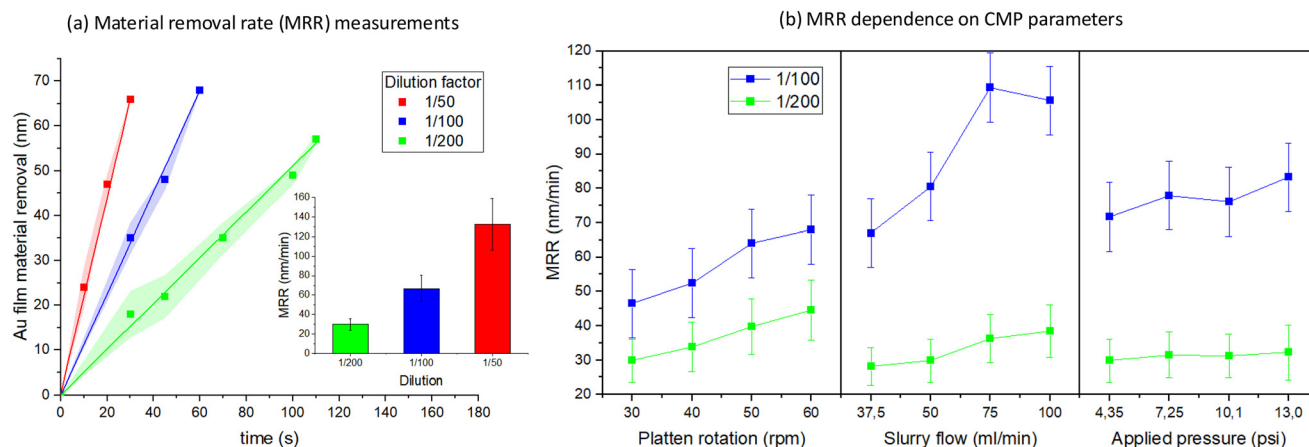 (a) Material removal rate (MRR) measurements
Au film material removal (nm)
70
60
50
40
30
20
10
0
0 20 40 60 80 100 120 140 160 180
time (s)
Dilution factor
1/50
1/100
1/200
MRR (nm/min)
160
140
120
100
80
60
40
20
0
1/200 1/100 1/50
Dilution
(b) MRR dependence on CMP parameters
MRR (nm/min)
120
110
100
90
80
70
60
50
40
30
20
1/100
1/200
30 40 50 60
Platten rotation (rpm)
37,5 50 75 100
Slurry flow (ml/min)
4,35 7,25 10,1 13,0
Applied pressure (psi)